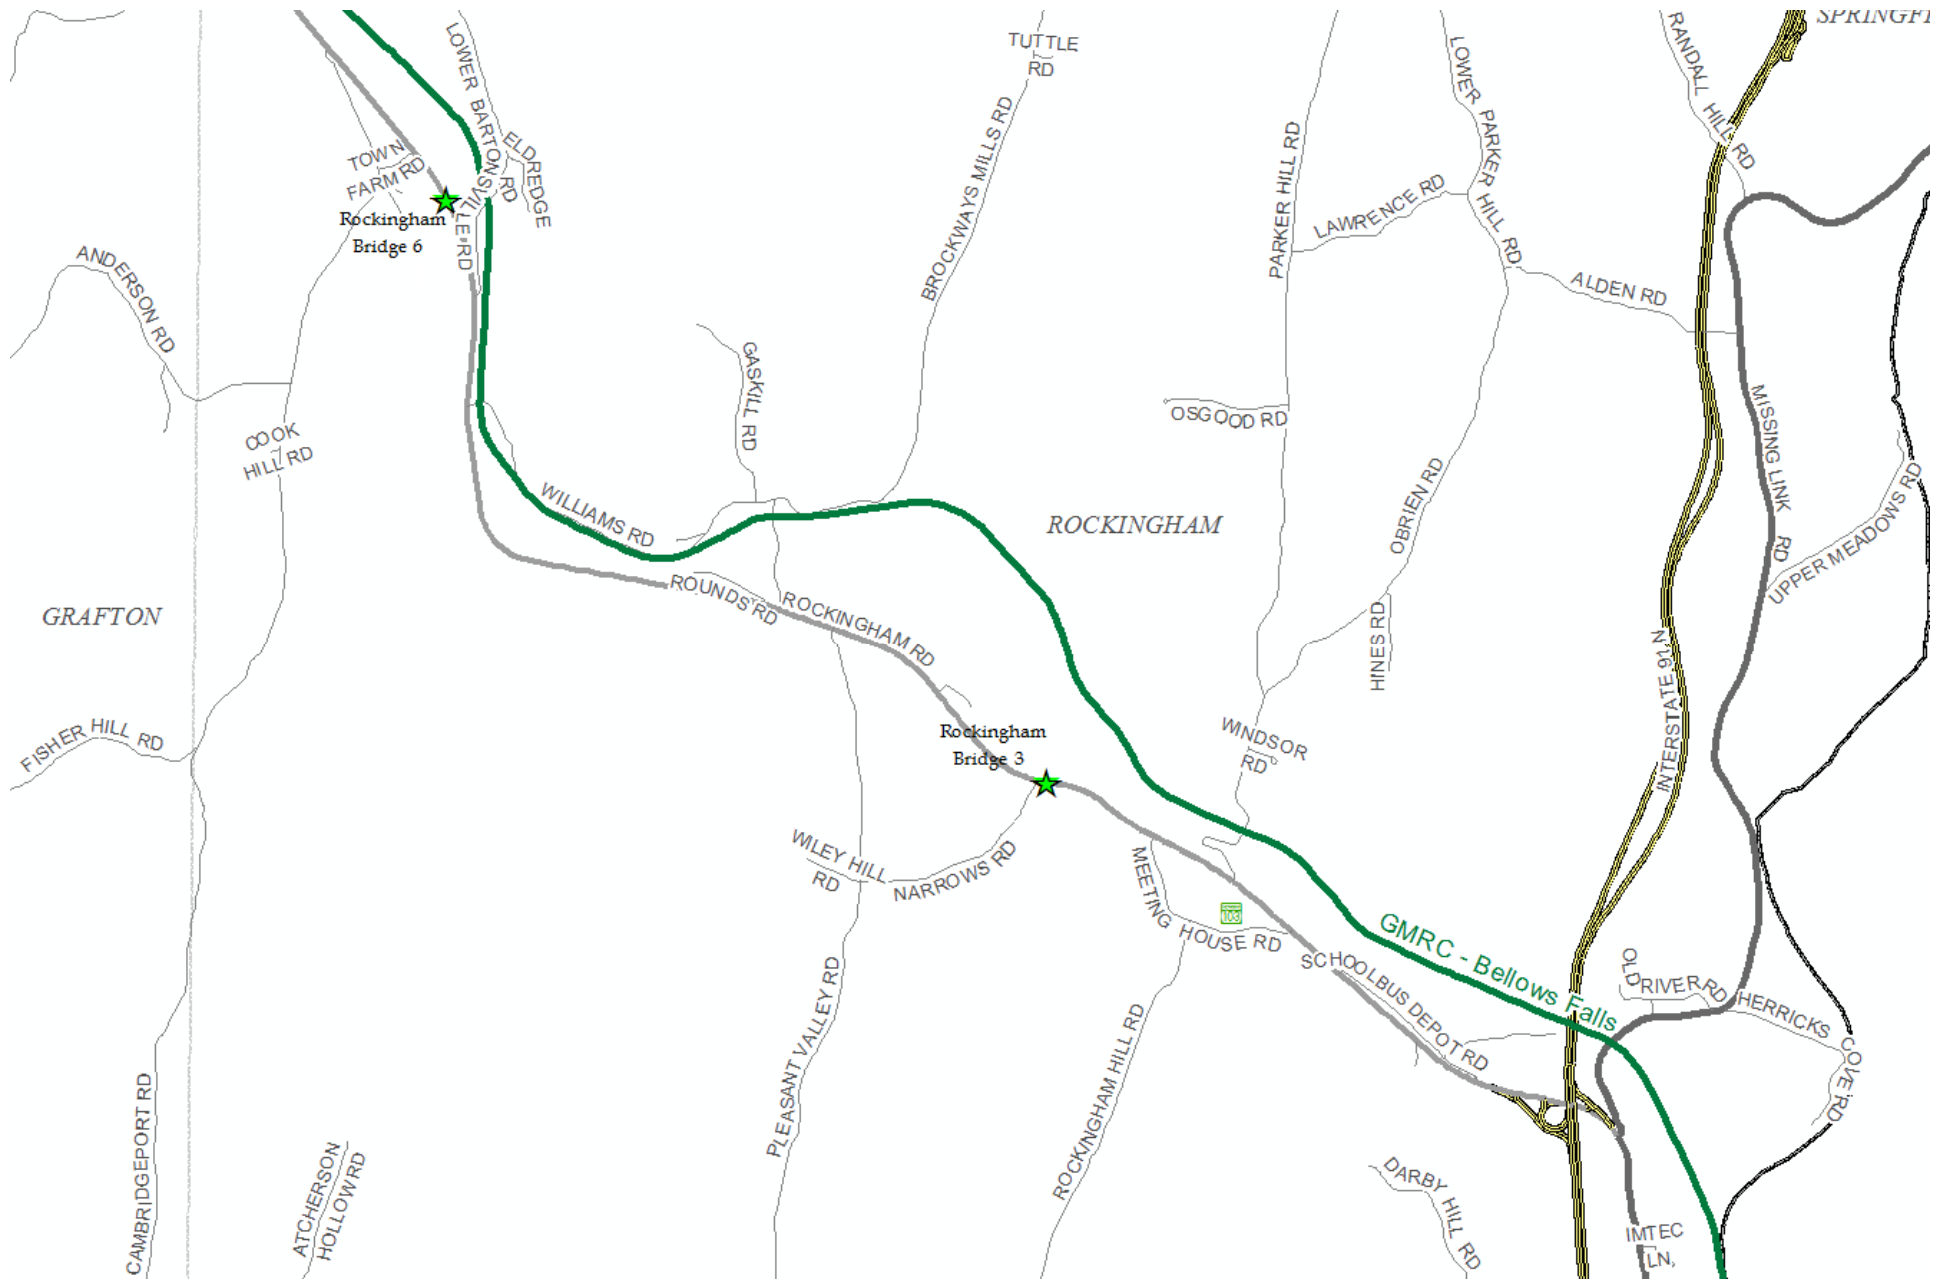 SPRINGFI
TUTTLE
RD
LOWER BARTONSVILLE RD
ELDREDGE
RD
TOWN
FARM RD
Rockingham
Bridge 6
BROCKWAYS MILLS RD
PARKER HILL RD
LOWER PARKER HILL RD
RANDALL HILL RD
LAWRENCE RD
ALDEN RD
ANDERSON RD
GASKILL RD
OSGOOD RD
MISSING LINK RD
COOK
HILL RD
OBRIEN RD
UPPER MEADOWS RD
WILLIAMS RD
ROCKINGHAM
ROUNDS RD
ROCKINGHAM RD
GRAFTON
HINES RD
INTERSTATE 91 N
FISHER HILL RD
Rockingham
Bridge 3
WINDSOR
RD
WILEY HILL
RD
NARROWS RD
MEETING HOUSE RD
103
SCHOOLBUS DEPOT RD
GMRC - Bellows Falls
OLD RIVER RD
HERRICKS COVE RD
PLEASANT VALLEY RD
ROCKINGHAM HILL RD
CAMBRIDGEPORT RD
ATCHERSON
HOLLOW RD
DARBY HILL RD
IMTEC
LN